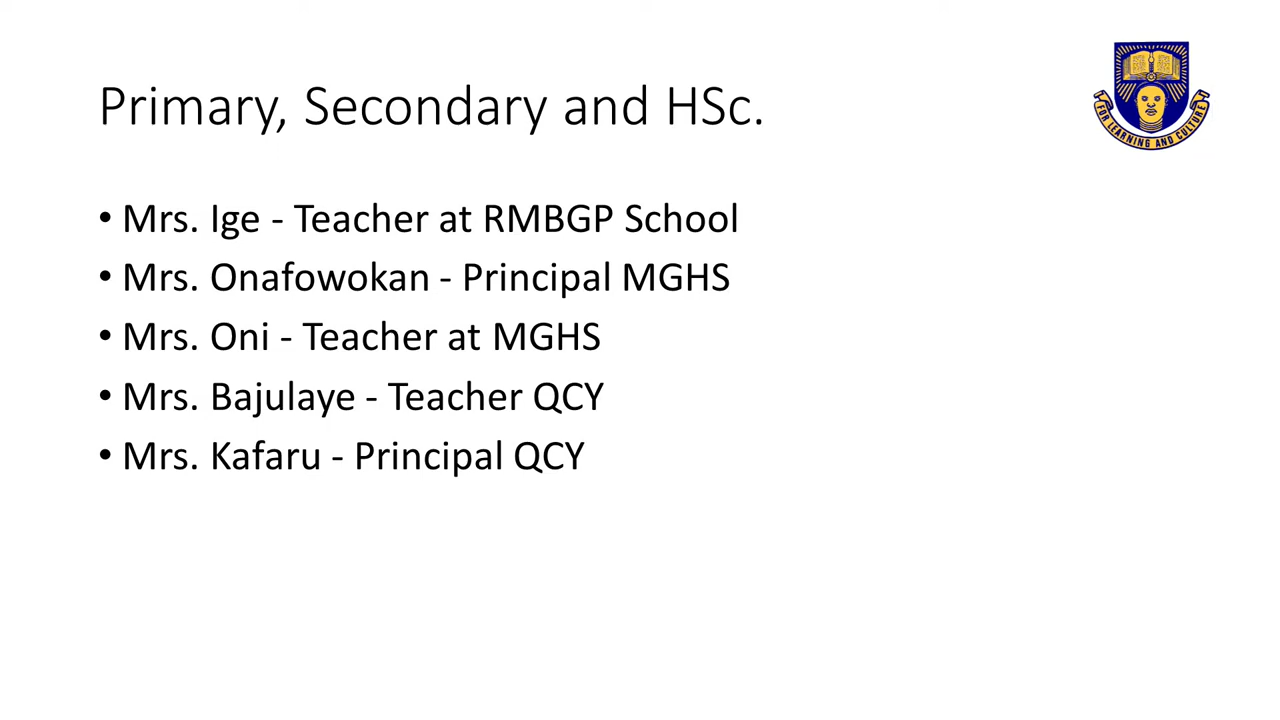 Primary, Secondary and HSc.
FOR LEARNING AND CULTURE
• Mrs. Ige - Teacher at RMBGP School
• Mrs. Onafowokan - Principal MGHS
• Mrs. Oni - Teacher at MGHS
• Mrs. Bajulaye - Teacher QCY
• Mrs. Kafaru - Principal QCY